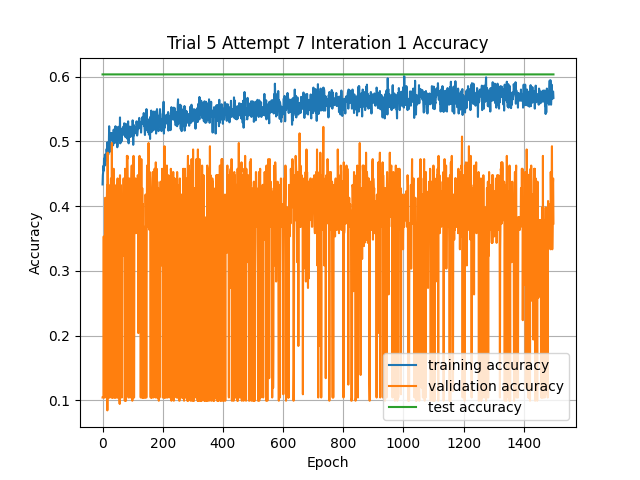 Trial 5 Attempt 7 Interation 1 Accuracy
0.6
0.5
0.4
0.3
0.2
0.1
Accuracy
training accuracy
validation accuracy
test accuracy
0 200 400 600 800 1000 1200 1400
Epoch